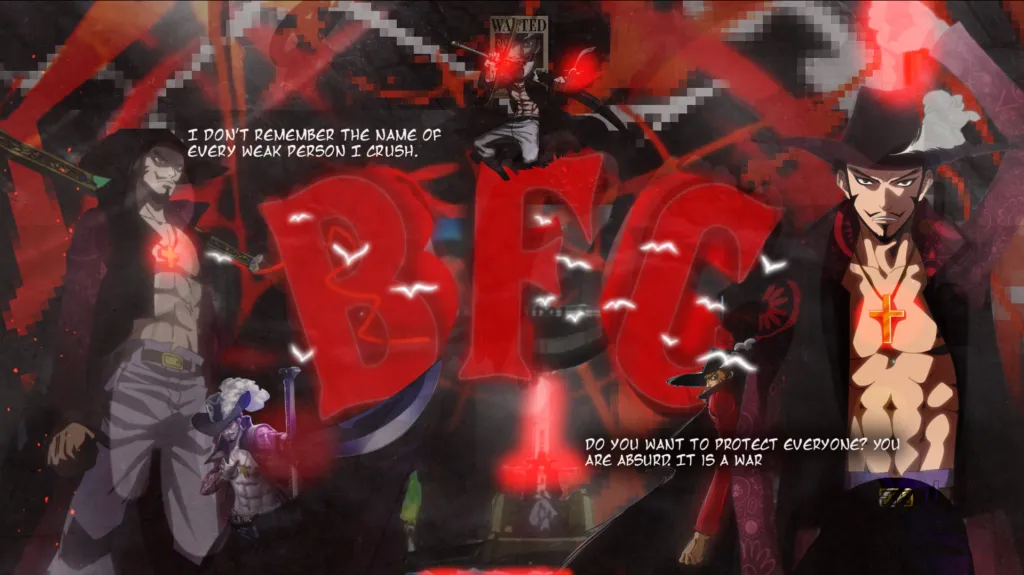 WANTED
I DON'T REMEMBER THE NAME OF
EVERY WEAK PERSON I CRUSH.
BFC
DO YOU WANT TO PROTECT EVERYONE? YOU
ARE ABSURD. IT IS A WAR